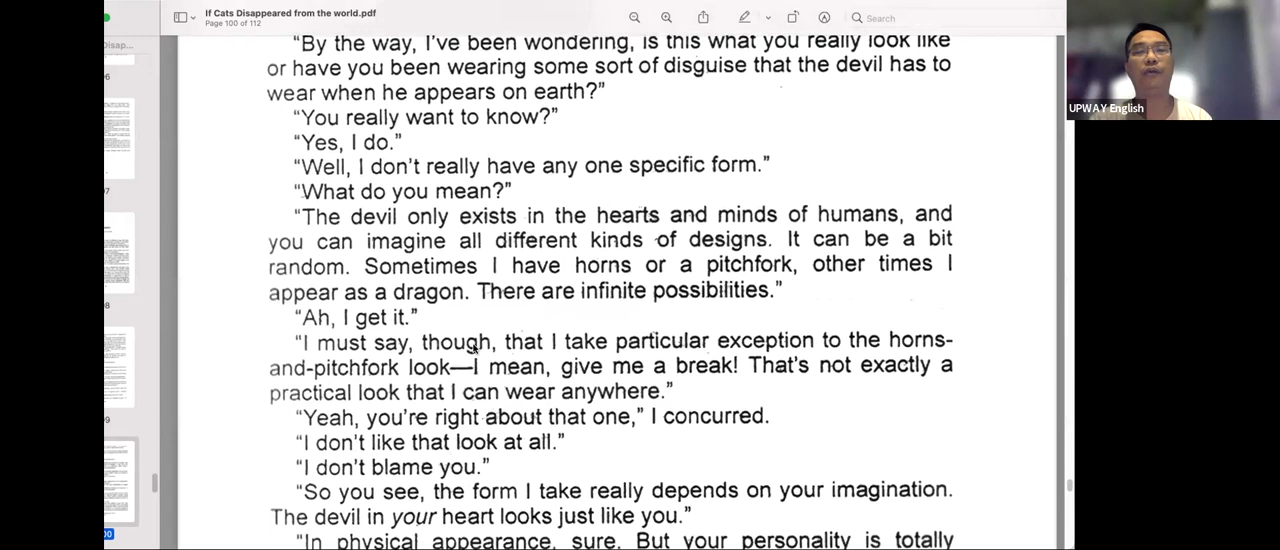 If Cats Disappeared from the world.pdf
Page 100 of 112
Search
Disap...
UPWAY English
“By the way, I’ve been wondering, is this what you really look like
or have you been wearing some sort of disguise that the devil has to
wear when he appears on earth?”
“You really want to know?”
“Yes, I do.”
“Well, I don’t really have any one specific form.”
“What do you mean?”
“The devil only exists in the hearts and minds of humans, and
you can imagine all different kinds of designs. It can be a bit
random. Sometimes I have horns or a pitchfork, other times I
appear as a dragon. There are infinite possibilities.”
“Ah, I get it.”
“I must say, though, that I take particular exception to the horns-
and-pitchfork look—I mean, give me a break! That’s not exactly a
practical look that I can wear anywhere.”
“Yeah, you’re right about that one,” I concurred.
“I don’t like that look at all.”
“I don’t blame you.”
“So you see, the form I take really depends on your imagination.
The devil in your heart looks just like you.”
“In physical appearance, sure. But your personality is totally